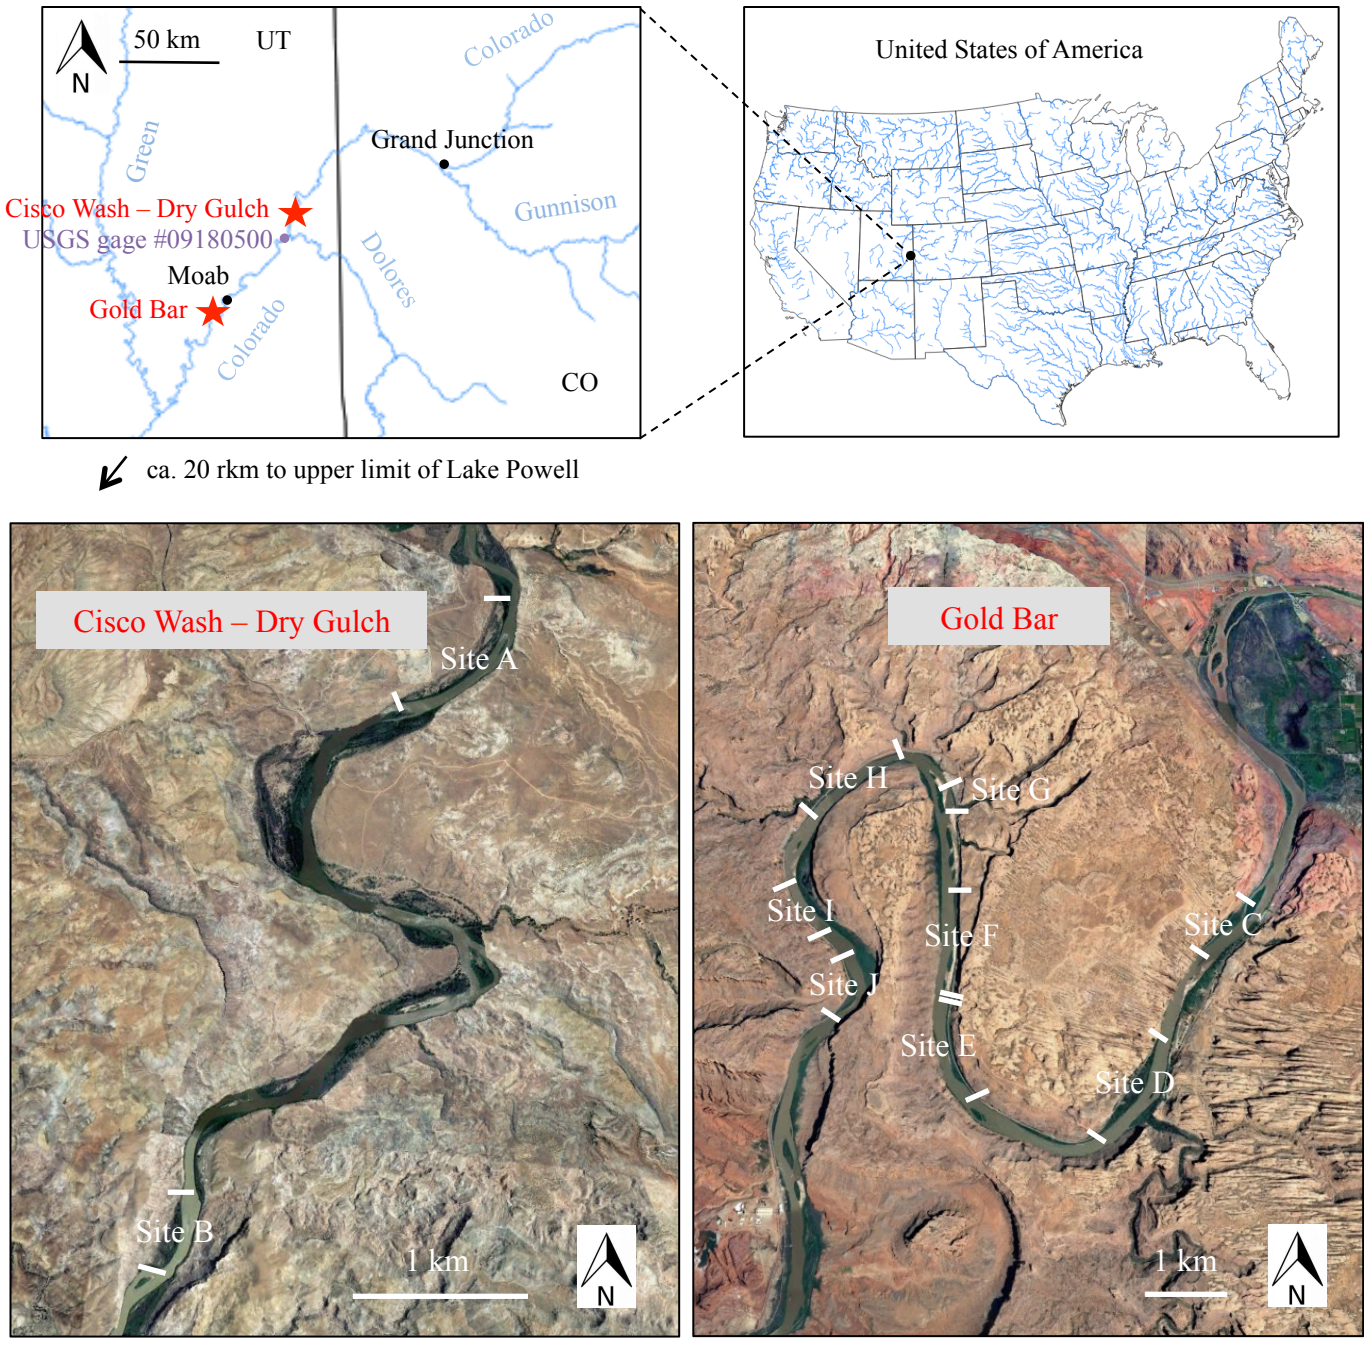 50 km
UT
N
Colorado
Green
Grand Junction
Gunnison
Cisco Wash – Dry Gulch
USGS gage #09180500
Dolores
Moab
Gold Bar
Colorado
CO
United States of America
ca. 20 rkm to upper limit of Lake Powell
Cisco Wash – Dry Gulch
Site A
Site B
1 km
N
Gold Bar
Site H
Site G
Site I
Site C
Site F
Site J
Site E
Site D
1 km
N